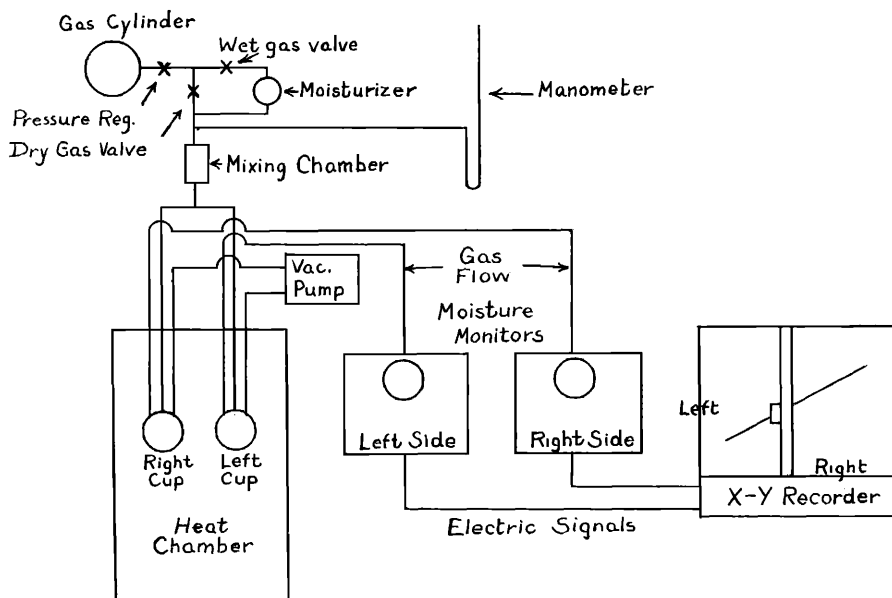 Gas Cylinder
Wet gas valve
Moisturizer
Manometer
Pressure Reg.
Dry Gas Valve
Mixing Chamber
Gas
Flow
Vac.
Pump
Moisture
Monitors
Left
Left Side
Right Side
Right
Right
Cup
Left
Cup
X-Y Recorder
Heat
Chamber
Electric Signals